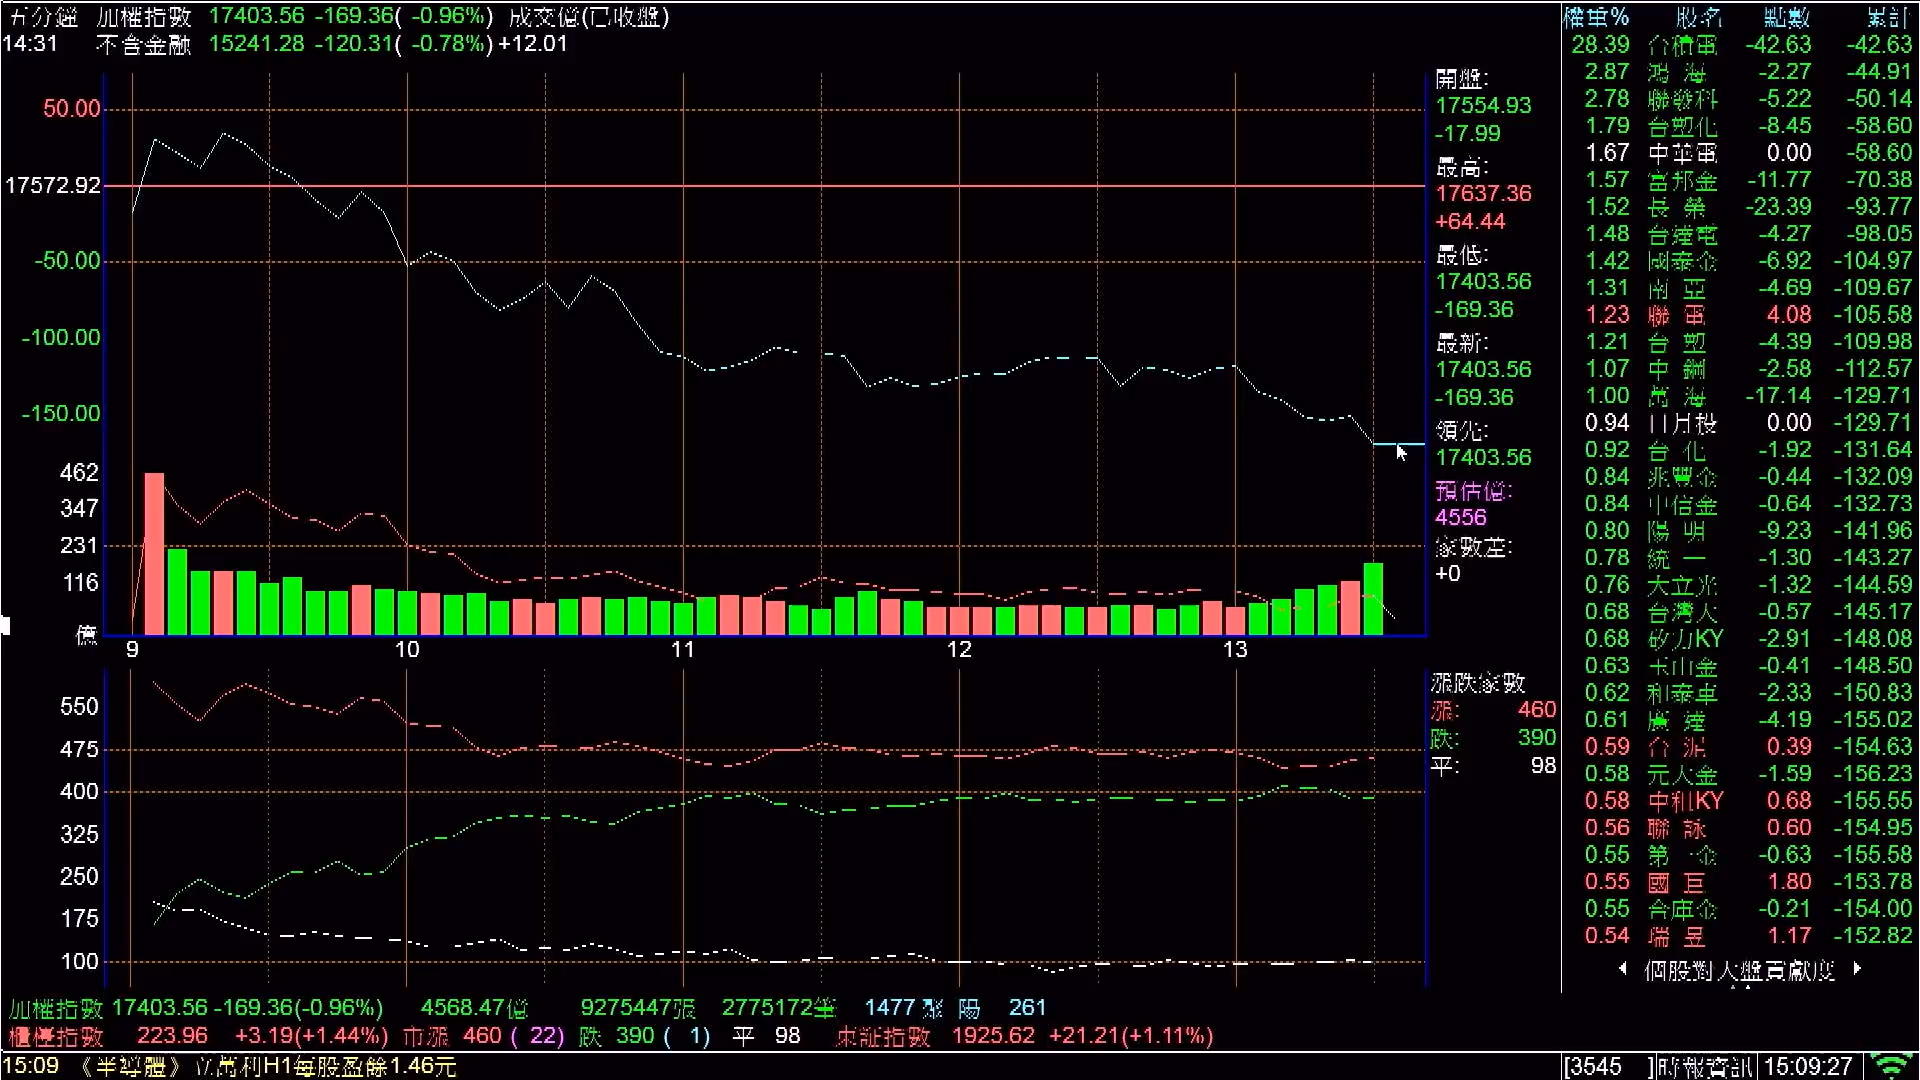 五分鐘 加權指數 17403.56 -169.36( -0.96%) 成交億(已收盤)
14:31 不含金融 15241.28 -120.31( -0.78%) +12.01
50.00
17572.92
-50.00
-100.00
-150.00
462
347
231
116
億
9 10 11 12 13
開盤:
17554.93
-17.99
最高:
17637.36
+64.44
最低:
17403.56
-169.36
最新:
17403.56
-169.36
領先:
17403.56
預估億:
4556
家數差:
+0
550
475
400
325
250
175
100
漲跌家數
漲: 460
跌: 390
平: 98
權重% 股名 點數 累計
28.39 台積電 -42.63 -42.63
2.87 鴻海 -2.27 -44.91
2.78 聯發科 -5.22 -50.14
1.79 台塑化 -8.45 -58.60
1.67 中華電 0.00 -58.60
1.57 富邦金 -11.77 -70.38
1.52 長榮 -23.39 -93.77
1.48 台達電 -4.27 -98.05
1.42 國泰金 -6.92 -104.97
1.31 南亞 -4.69 -109.67
1.23 聯電 4.08 -105.58
1.21 台塑 -4.39 -109.98
1.07 中鋼 -2.58 -112.57
1.00 萬海 -17.14 -129.71
0.94 日月投 0.00 -129.71
0.92 台化 -1.92 -131.64
0.84 兆豐金 -0.44 -132.09
0.84 中信金 -0.64 -132.73
0.80 陽明 -9.23 -141.96
0.78 統一 -1.30 -143.27
0.76 大立光 -1.32 -144.59
0.68 台灣大 -0.57 -145.17
0.68 矽力KY -2.91 -148.08
0.63 玉山金 -0.41 -148.50
0.62 和泰車 -2.33 -150.83
0.61 廣達 -4.19 -155.02
0.59 台泥 0.39 -154.63
0.58 元大金 -1.59 -156.23
0.58 中租KY 0.68 -155.55
0.56 聯詠 0.60 -154.95
0.55 第一金 -0.63 -155.58
0.55 國巨 1.80 -153.78
0.55 合庫金 -0.21 -154.00
0.54 瑞昱 1.17 -152.82
個股對大盤貢獻度
加權指數 17403.56 -169.36(-0.96%) 4568.47億 9275447張 2775172筆 1477 聚陽 261
櫃檯指數 223.96 +3.19(+1.44%) 市漲 460 ( 22) 跌 390 ( 1) 平 98 東証指數 1925.62 +21.21(+1.11%)
15:09 《半導體》立萬利H1每股盈餘1.46元
[3545 ]時報資訊 15:09:27